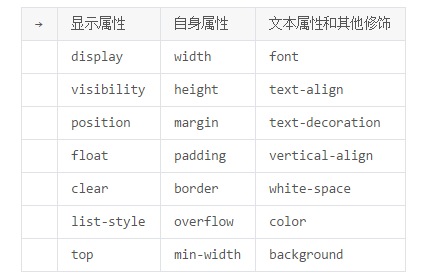 → 显示属性 自身属性 文本属性和其他修饰
display width font
visibility height text-align
position margin text-decoration
float padding vertical-align
clear border white-space
list-style overflow color
top min-width background